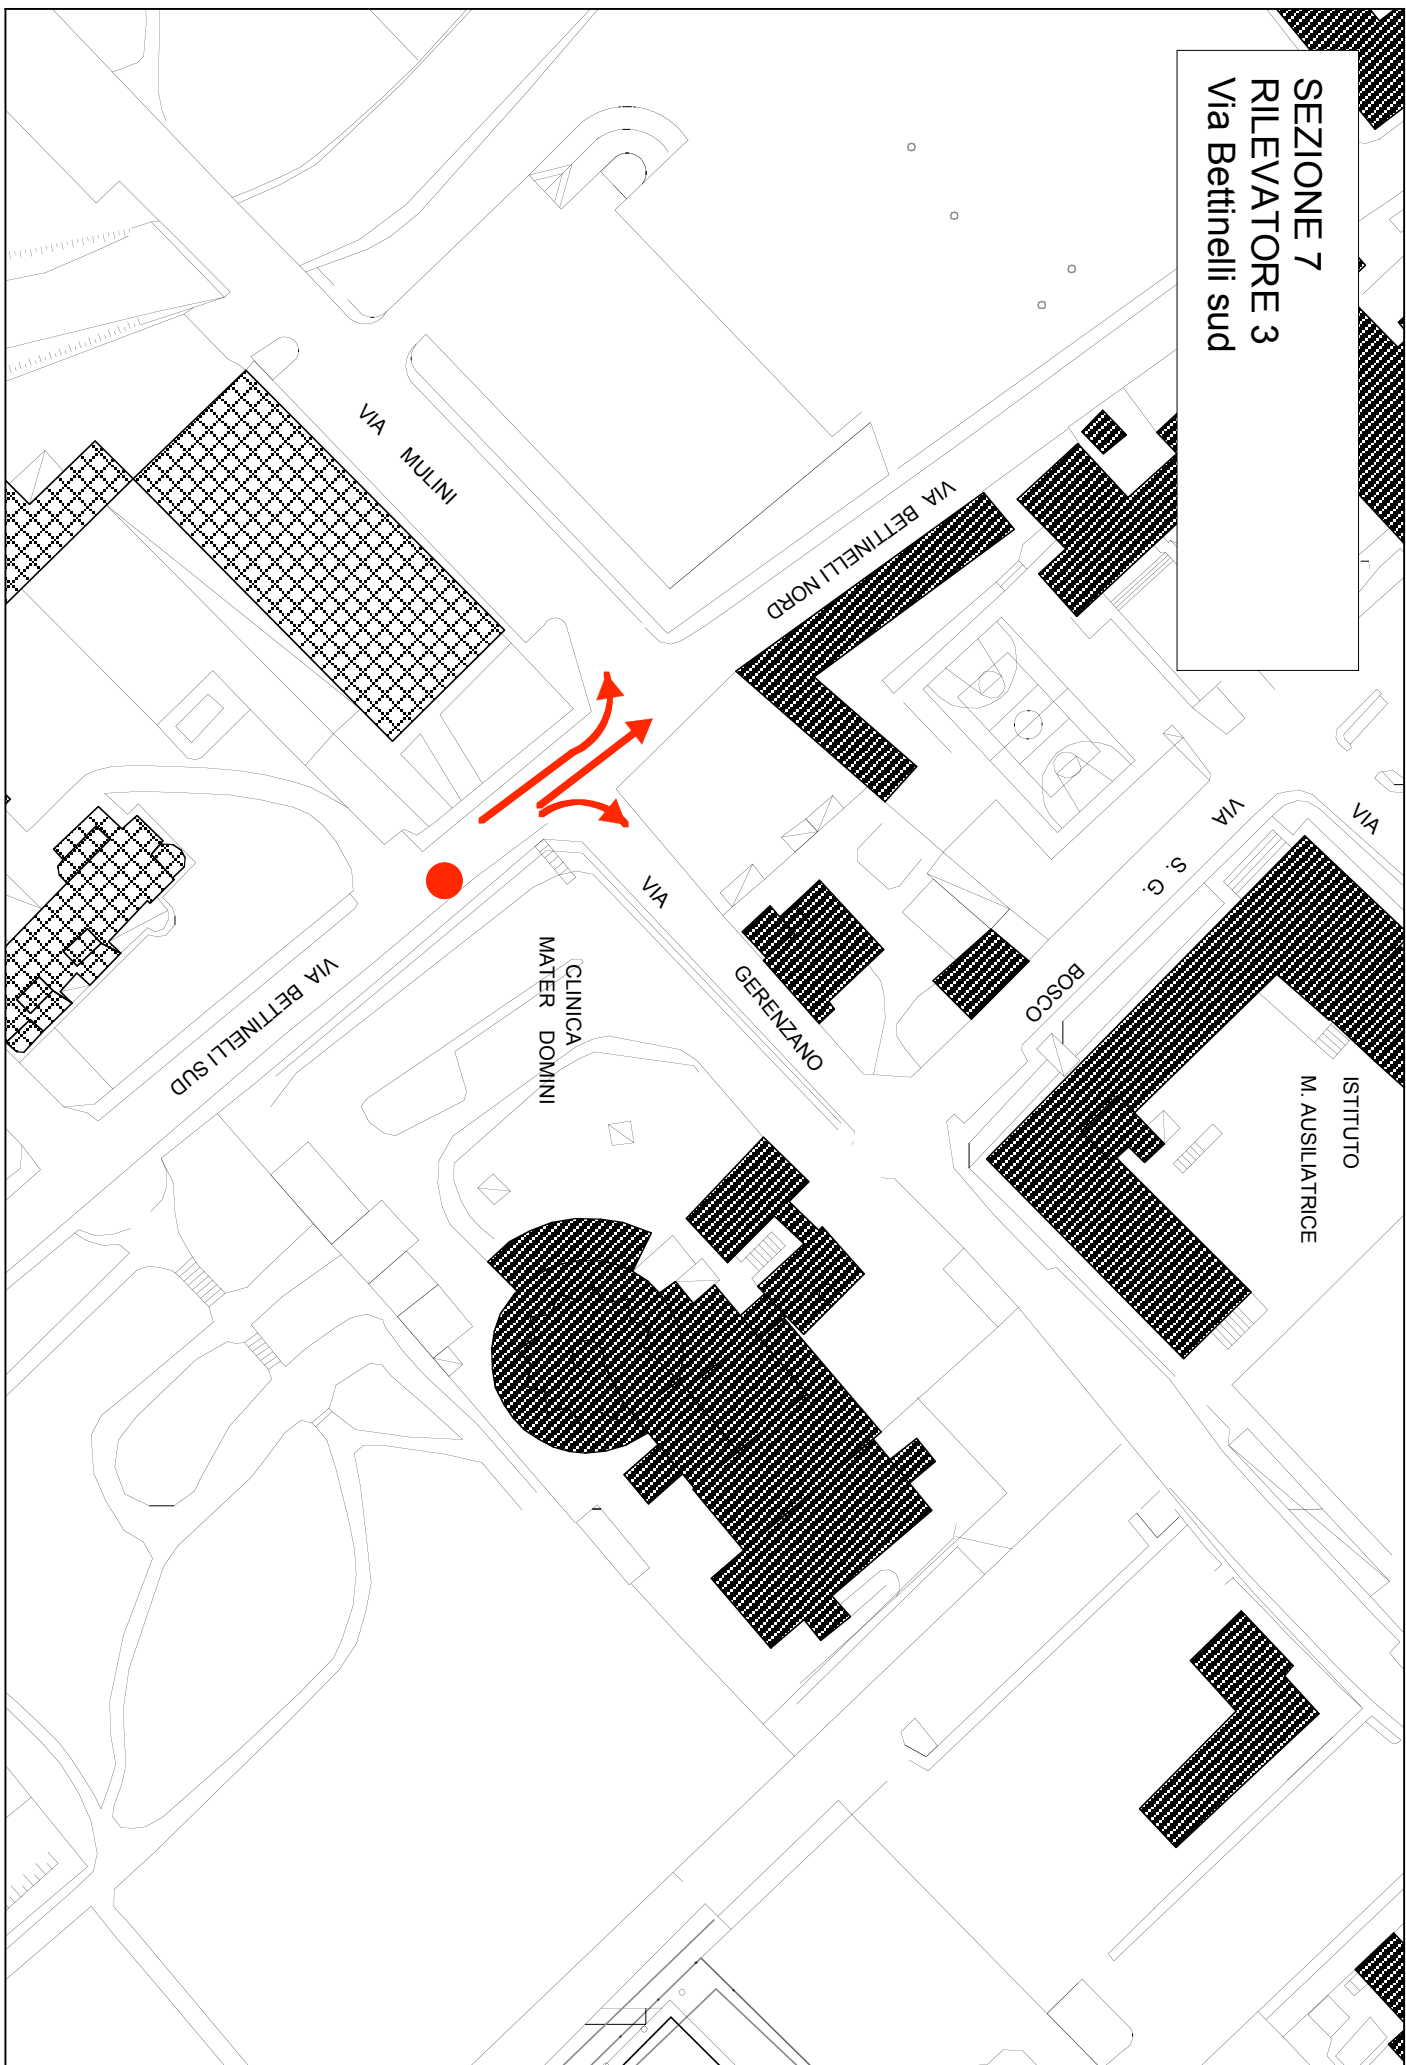 SEZIONE 7
RILEVATORE 3
Via Bettinelli sud
VIA MULINI
VIA BETTINELLI NORD
VIA
S. G.
BOSCO
VIA
VIA
GERENZANO
CLINICA
MATER DOMINI
VIA BETTINELLI SUD
ISTITUTO
M. AUSILIATRICE